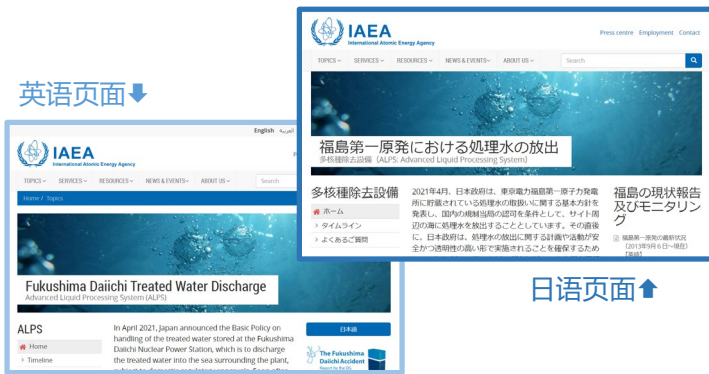 英语页面⬇
English العربية
IAEA
International Atomic Energy Agency
TOPICS SERVICES RESOURCES NEWS & EVENTS ABOUT US Search
Home / Topics
Fukushima Daiichi Treated Water Discharge
Advanced Liquid Processing System (ALPS)
ALPS
Home
Timeline
In April 2021, Japan announced the Basic Policy on
handling of the treated water stored at the Fukushima
Daiichi Nuclear Power Station, which is to discharge
the treated water into the sea surrounding the plant,
日本語
The Fukushima
Daiichi Accident
Report by the DG
IAEA
International Atomic Energy Agency
Press centre Employment Contact
TOPICS SERVICES RESOURCES NEWS & EVENTS ABOUT US Search
福島第一原発における処理水の放出
多核種除去設備（ALPS: Advanced Liquid Processing System）
多核種除去設備
ホーム
タイムライン
よくあるご質問
2021年4月、日本政府は、東京電力福島第一原子力発電
所に貯蔵されている処理水の取扱いに関する基本方針を
発表し、国内の規制当局の認可を条件として、サイト周
辺の海に処理水を放出することとしています。その直後
に、日本政府は、処理水の放出に関する計画や活動が安
全かつ透明性の高い形で実施されることを確保するため
福島の現状報告
及びモニタリン
グ
福島第一原発の最新状況
（2013年9月6日～現在）
【英語】
日语页面⬆